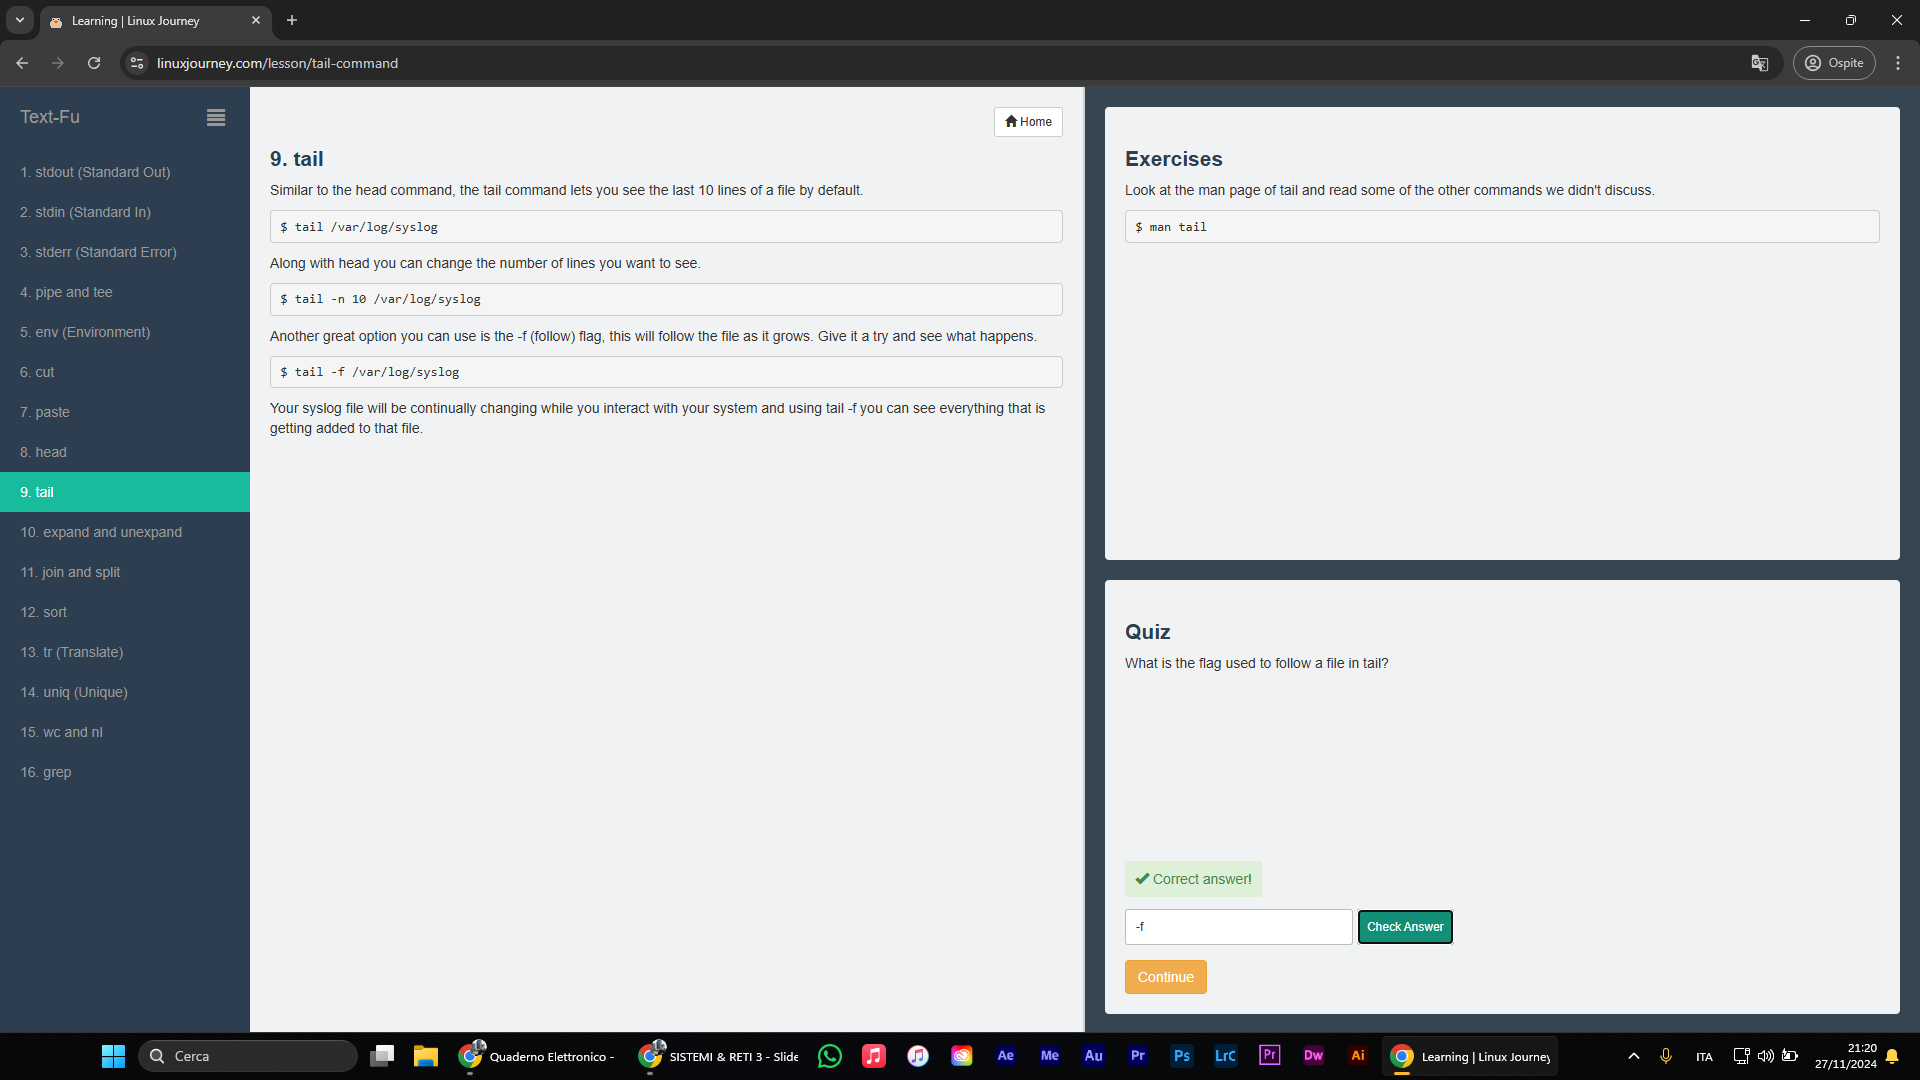 Learning | Linux Journey
linuxjourney.com/lesson/tail-command
Ospite
Text-Fu
1. stdout (Standard Out)
2. stdin (Standard In)
3. stderr (Standard Error)
4. pipe and tee
5. env (Environment)
6. cut
7. paste
8. head
9. tail
10. expand and unexpand
11. join and split
12. sort
13. tr (Translate)
14. uniq (Unique)
15. wc and nl
16. grep
Home
9. tail
Similar to the head command, the tail command lets you see the last 10 lines of a file by default.
$ tail /var/log/syslog
Along with head you can change the number of lines you want to see.
$ tail -n 10 /var/log/syslog
Another great option you can use is the -f (follow) flag, this will follow the file as it grows. Give it a try and see what happens.
$ tail -f /var/log/syslog
Your syslog file will be continually changing while you interact with your system and using tail -f you can see everything that is
getting added to that file.
Exercises
Look at the man page of tail and read some of the other commands we didn't discuss.
$ man tail
Quiz
What is the flag used to follow a file in tail?
Correct answer!
-f
Check Answer
Continue
Cerca
Quaderno Elettronico -
SISTEMI & RETI 3 - Slide
Ae
Me
Au
Pr
Ps
LrC
Pr
Dw
Ai
Learning | Linux Journey
ITA
21:20
27/11/2024